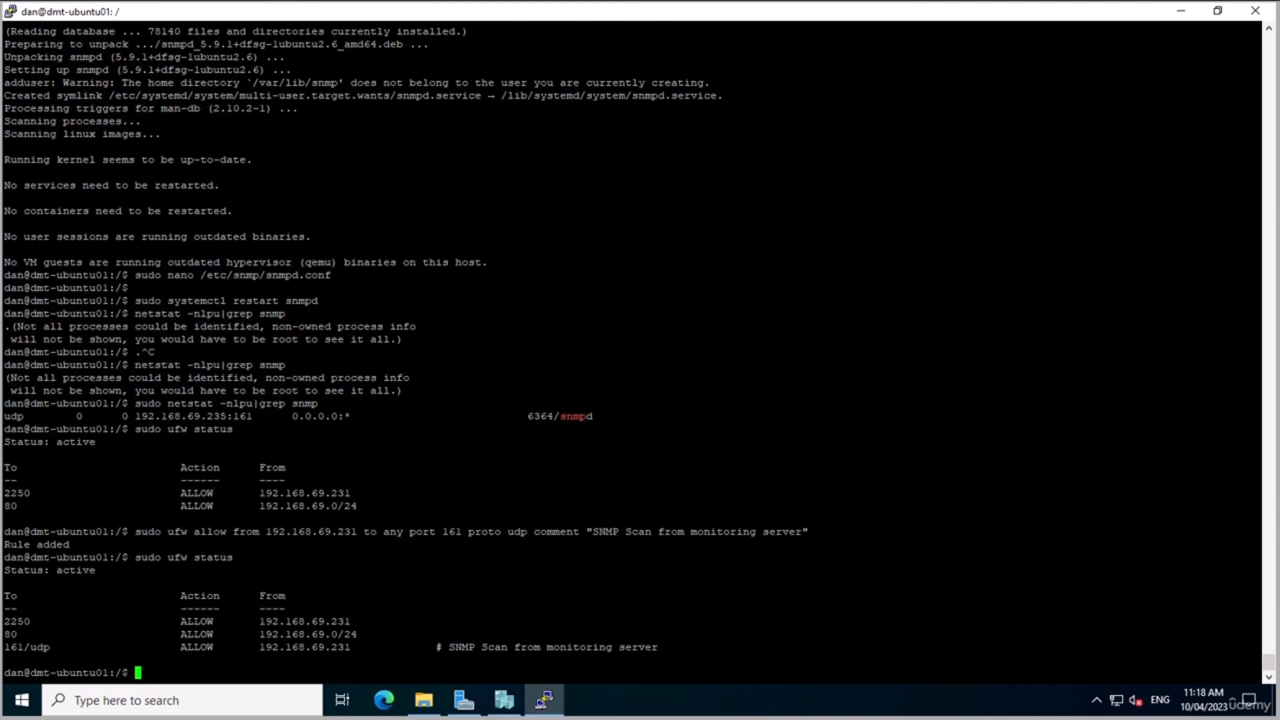 dan@dmt-ubuntu01: /
(Reading database ... 78140 files and directories currently installed.)
Preparing to unpack .../snmpd_5.9.1+dfsg-1ubuntu2.6_amd64.deb ...
Unpacking snmpd (5.9.1+dfsg-1ubuntu2.6) ...
Setting up snmpd (5.9.1+dfsg-1ubuntu2.6) ...
adduser: Warning: The home directory `/var/lib/snmp' does not belong to the user you are currently creating.
Created symlink /etc/systemd/system/multi-user.target.wants/snmpd.service → /lib/systemd/system/snmpd.service.
Processing triggers for man-db (2.10.2-1) ...
Scanning processes...
Scanning linux images...
Running kernel seems to be up-to-date.
No services need to be restarted.
No containers need to be restarted.
No user sessions are running outdated binaries.
No VM guests are running outdated hypervisor (qemu) binaries on this host.
dan@dmt-ubuntu01:/$ sudo nano /etc/snmp/snmpd.conf
dan@dmt-ubuntu01:/$
dan@dmt-ubuntu01:/$ sudo systemctl restart snmpd
dan@dmt-ubuntu01:/$ netstat -nlpu|grep snmp
.(Not all processes could be identified, non-owned process info
will not be shown, you would have to be root to see it all.)
dan@dmt-ubuntu01:/$ .^C
dan@dmt-ubuntu01:/$ netstat -nlpu|grep snmp
(Not all processes could be identified, non-owned process info
will not be shown, you would have to be root to see it all.)
dan@dmt-ubuntu01:/$ sudo netstat -nlpu|grep snmp
udp 0 0 192.168.69.235:161 0.0.0.0:* 6364/snmpd
dan@dmt-ubuntu01:/$ sudo ufw status
Status: active
To Action From
-- ------ ----
2250 ALLOW 192.168.69.231
80 ALLOW 192.168.69.0/24
dan@dmt-ubuntu01:/$ sudo ufw allow from 192.168.69.231 to any port 161 proto udp comment "SNMP Scan from monitoring server"
Rule added
dan@dmt-ubuntu01:/$ sudo ufw status
Status: active
To Action From
-- ------ ----
2250 ALLOW 192.168.69.231
80 ALLOW 192.168.69.0/24
161/udp ALLOW 192.168.69.231 # SNMP Scan from monitoring server
dan@dmt-ubuntu01:/$
Type here to search
ENG
11:18 AM
10/04/2023
udemy